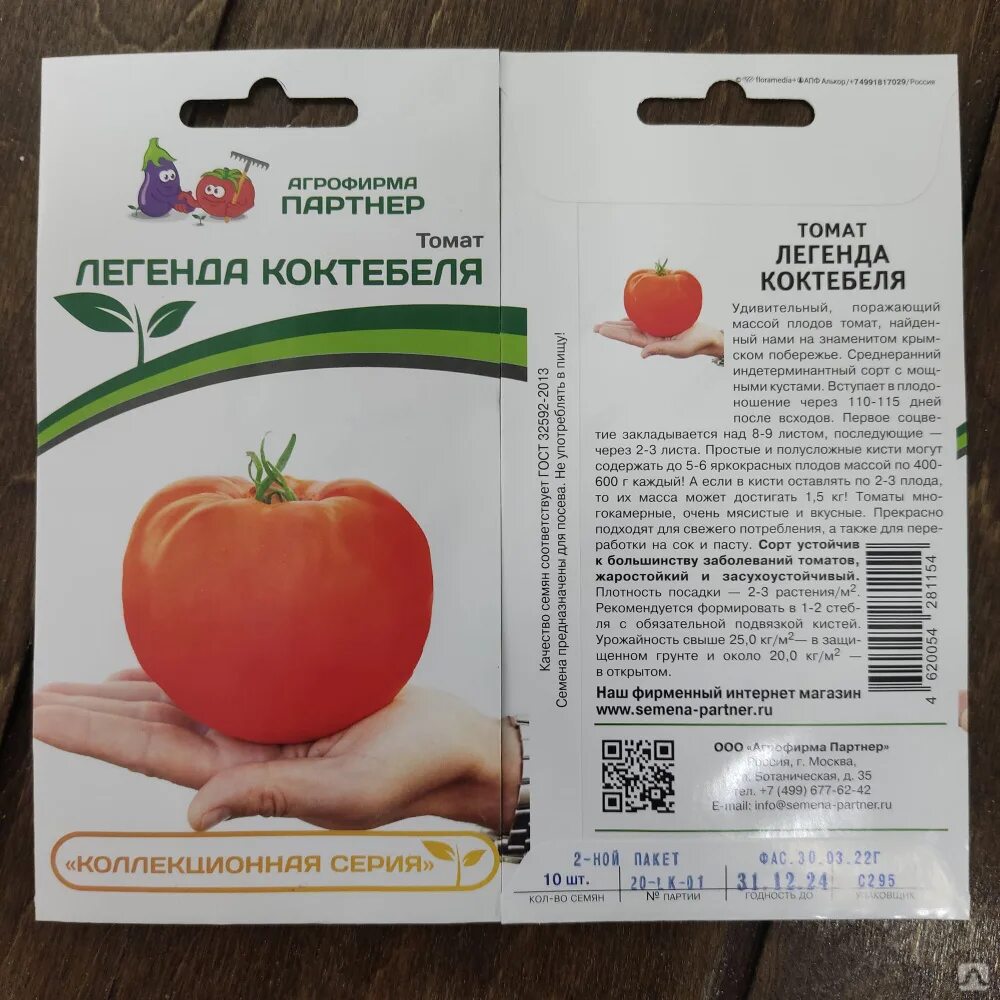 АГРОФИРМА
ПАРТНЕР
Томат
ЛЕГЕНДА КОКТЕБЕЛЯ
«КОЛЛЕКЦИОННАЯ СЕРИЯ»
© floramedia + АПФ Алькор/+74991817029/Россия
ТОМАТ
ЛЕГЕНДА
КОКТЕБЕЛЯ
Удивительный, поражающий
массой плодов томат, найден-
ный нами на знаменитом крым-
ском побережье. Среднеранний
индетерминантный сорт с мощ-
ными кустами. Вступает в плодо-
ношение через 110-115 дней
после всходов. Первое соцве-
тие закладывается над 8-9 листом, последующие —
через 2-3 листа. Простые и полусложные кисти могут
содержать до 5-6 яркокрасных плодов массой по 400-
600 г каждый! А если в кисти оставлять по 2-3 плода,
то их масса может достигать 1,5 кг! Томаты мно-
гокамерные, очень мясистые и вкусные. Прекрасно
подходят для свежего потребления, а также для пере-
работки на сок и пасту. Сорт устойчив
к большинству заболеваний томатов,
жаростойкий и засухоустойчивый.
Плотность посадки — 2-3 растения/м².
Рекомендуется формировать в 1-2 стеб-
ля с обязательной подвязкой кистей.
Урожайность свыше 25,0 кг/м²— в защи-
щенном грунте и около 20,0 кг/м² —
в открытом.
Наш фирменный интернет магазин
www.semena-partner.ru
4 620054 281154
Качество семян соответствует ГОСТ 32592-2013
Семена предназначены для посева. Не употреблять в пищу!
ООО «Агрофирма Партнер»
Россия, г. Москва,
ул. Ботаническая, д. 35
тел. +7 (499) 677-62-42
E-mail: info@semena-partner.ru
2-НОЙ ПАКЕТ ФАС.30.03.22Г
10 шт. 20-LK-01 31.12.24 С295
КОЛ-ВО СЕМЯН № ПАРТИИ ГОДНОСТЬ ДО УПАКОВЩИК